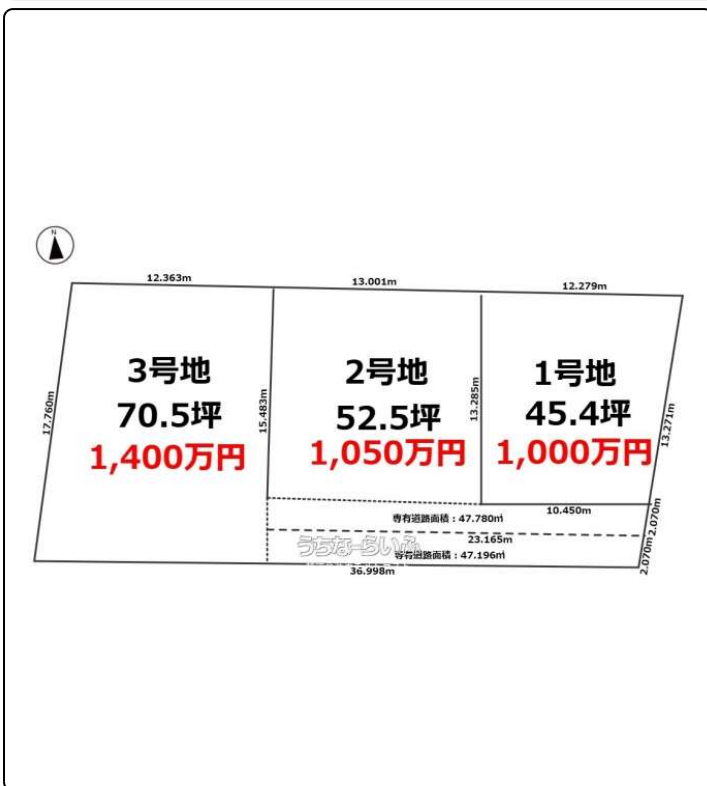 N
12.363m
13.001m
12.279m
3号地
70.5坪
1,400万円
2号地
52.5坪
1,050万円
1号地
45.4坪
1,000万円
17.760m
15.483m
13.285m
13.271m
10.450m
専有道路面積：47.780㎡
2.070m
23.165m
うちなーらいふ
専有道路面積：47.196㎡
2.070m
36.998m